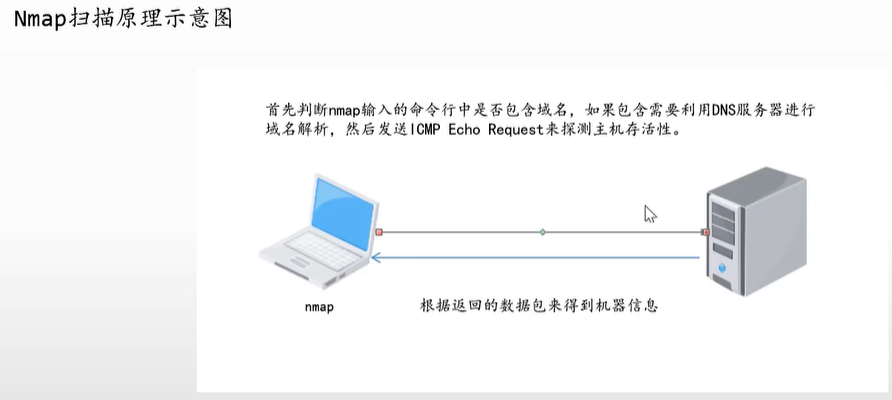 Nmap扫描原理示意图
首先判断nmap输入的命令行中是否包含域名，如果包含需要利用DNS服务器进行
域名解析，然后发送ICMP Echo Request来探测主机存活性。
nmap
根据返回的数据包来得到机器信息